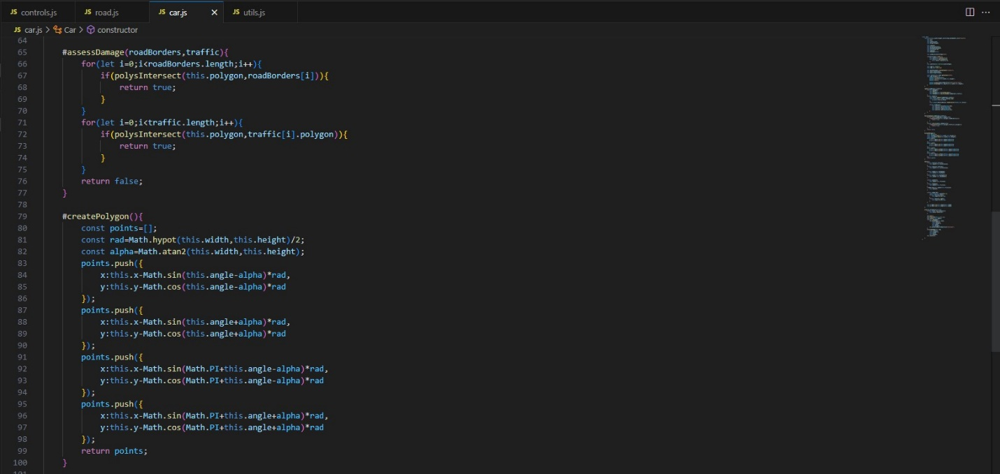 JS controls.js JS road.js JS car.js × JS utils.js ···
JS car.js > Car > constructor
64
65 #assessDamage(roadBorders,traffic){
66 for(let i=0;i<roadBorders.length;i++){
67 if(polysIntersect(this.polygon,roadBorders[i])){
68 return true;
69 }
70 }
71 for(let i=0;i<traffic.length;i++){
72 if(polysIntersect(this.polygon,traffic[i].polygon)){
73 return true;
74 }
75 }
76 return false;
77 }
78
79 #createPolygon(){
80 const points=[];
81 const rad=Math.hypot(this.width,this.height)/2;
82 const alpha=Math.atan2(this.width,this.height);
83 points.push({
84 x:this.x-Math.sin(this.angle-alpha)*rad,
85 y:this.y-Math.cos(this.angle-alpha)*rad
86 });
87 points.push({
88 x:this.x-Math.sin(this.angle+alpha)*rad,
89 y:this.y-Math.cos(this.angle+alpha)*rad
90 });
91 points.push({
92 x:this.x-Math.sin(Math.PI+this.angle-alpha)*rad,
93 y:this.y-Math.cos(Math.PI+this.angle-alpha)*rad
94 });
95 points.push({
96 x:this.x-Math.sin(Math.PI+this.angle+alpha)*rad,
97 y:this.y-Math.cos(Math.PI+this.angle+alpha)*rad
98 });
99 return points;
100 }